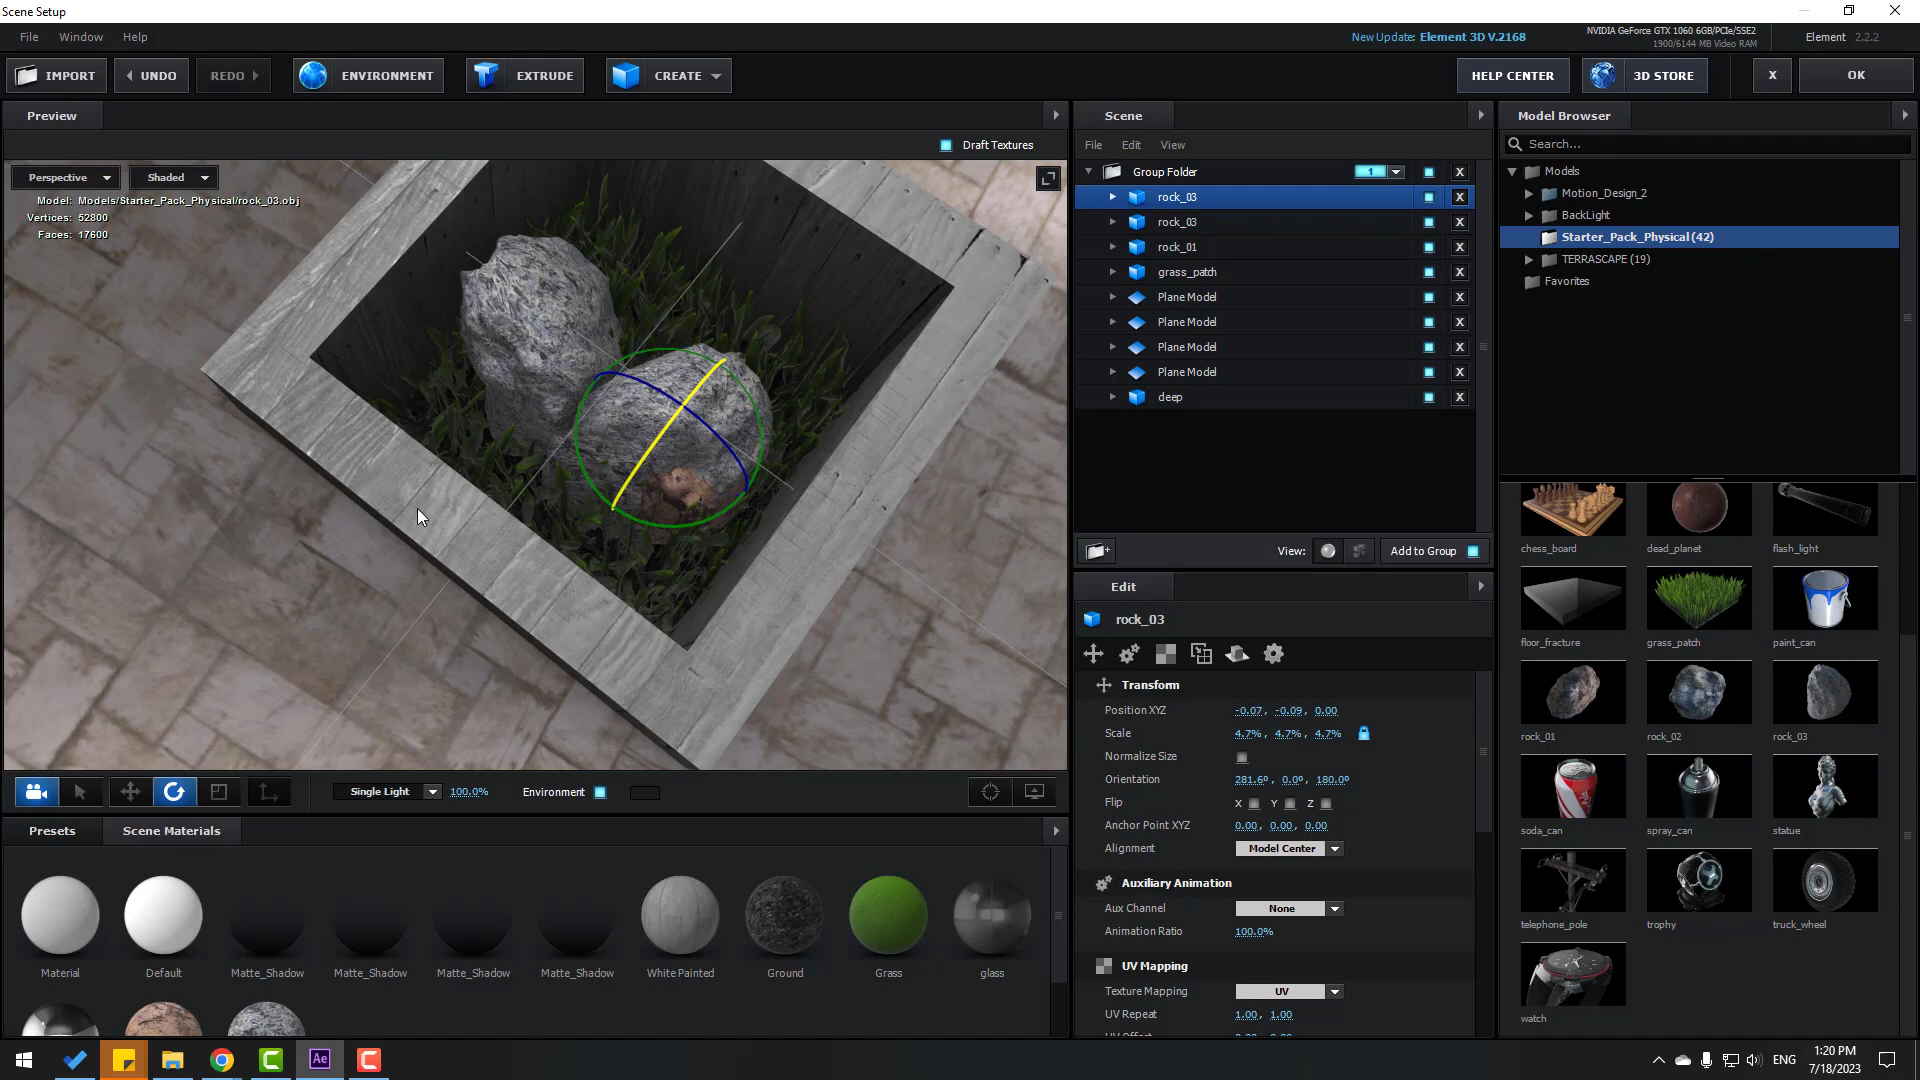 Scene Setup
File Window Help
New Update: Element 3D V.2168
NVIDIA GeForce GTX 1060 6GB/PCIe/SSE2
1900/6144 MB Video RAM
Element 2.2.2
IMPORT
UNDO
REDO
ENVIRONMENT
EXTRUDE
CREATE
HELP CENTER
3D STORE
X
OK
Preview
Draft Textures
Perspective
Shaded
Model: Models/Starter_Pack_Physical/rock_03.obj
Vertices: 52800
Faces: 17600
Single Light
100.0%
Environment
Presets
Scene Materials
Material
Default
Matte_Shadow
Matte_Shadow
Matte_Shadow
Matte_Shadow
White Painted
Ground
Grass
glass
Scene
File Edit View
Group Folder 1 X
rock_03 X
rock_03 X
rock_01 X
grass_patch X
Plane Model X
Plane Model X
Plane Model X
Plane Model X
deep X
View:
Add to Group
Edit
rock_03
Transform
Position XYZ -0.07, -0.09, 0.00
Scale 4.7%, 4.7%, 4.7%
Normalize Size
Orientation 281.6º, 0.0º, 180.0º
Flip X Y Z
Anchor Point XYZ 0.00, 0.00, 0.00
Alignment Model Center
Auxiliary Animation
Aux Channel None
Animation Ratio 100.0%
UV Mapping
Texture Mapping UV
UV Repeat 1.00, 1.00
Model Browser
Search...
Models
Motion_Design_2
BackLight
Starter_Pack_Physical (42)
TERRASCAPE (19)
Favorites
chess_board
dead_planet
flash_light
floor_fracture
grass_patch
paint_can
rock_01
rock_02
rock_03
soda_can
spray_can
statue
telephone_pole
trophy
truck_wheel
watch
Ae
ENG
1:20 PM
7/18/2023